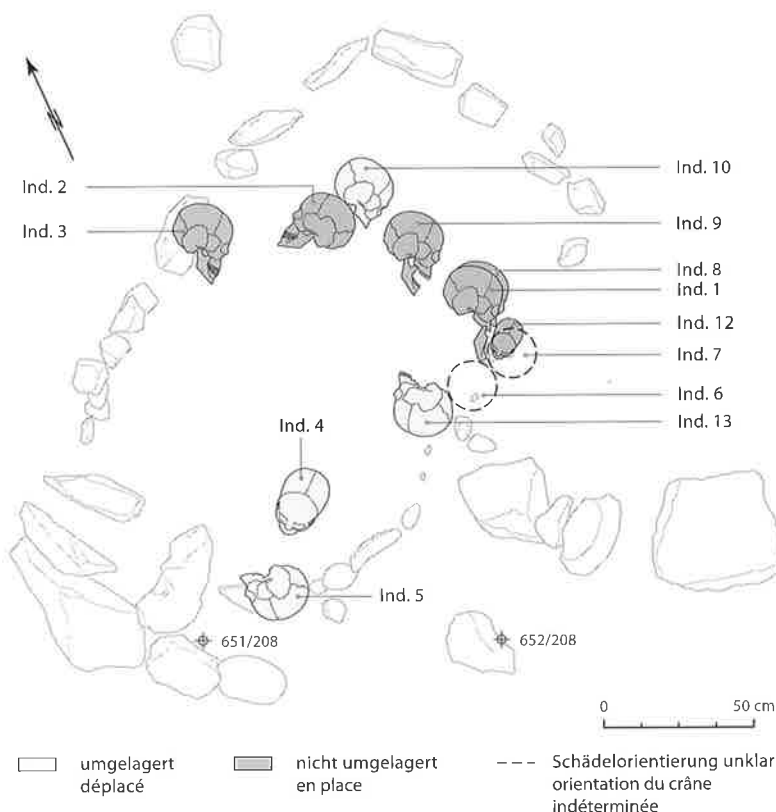 Ind. 10
Ind. 2
Ind. 3
Ind. 9
Ind. 8
Ind. 1
Ind. 12
Ind. 7
Ind. 6
Ind. 13
Ind. 4
Ind. 5
651/208
652/208
0 50 cm
umgelagert
déplacé
nicht umgelagert
en place
Schädelorientierung unklar
orientation du crâne
indéterminée